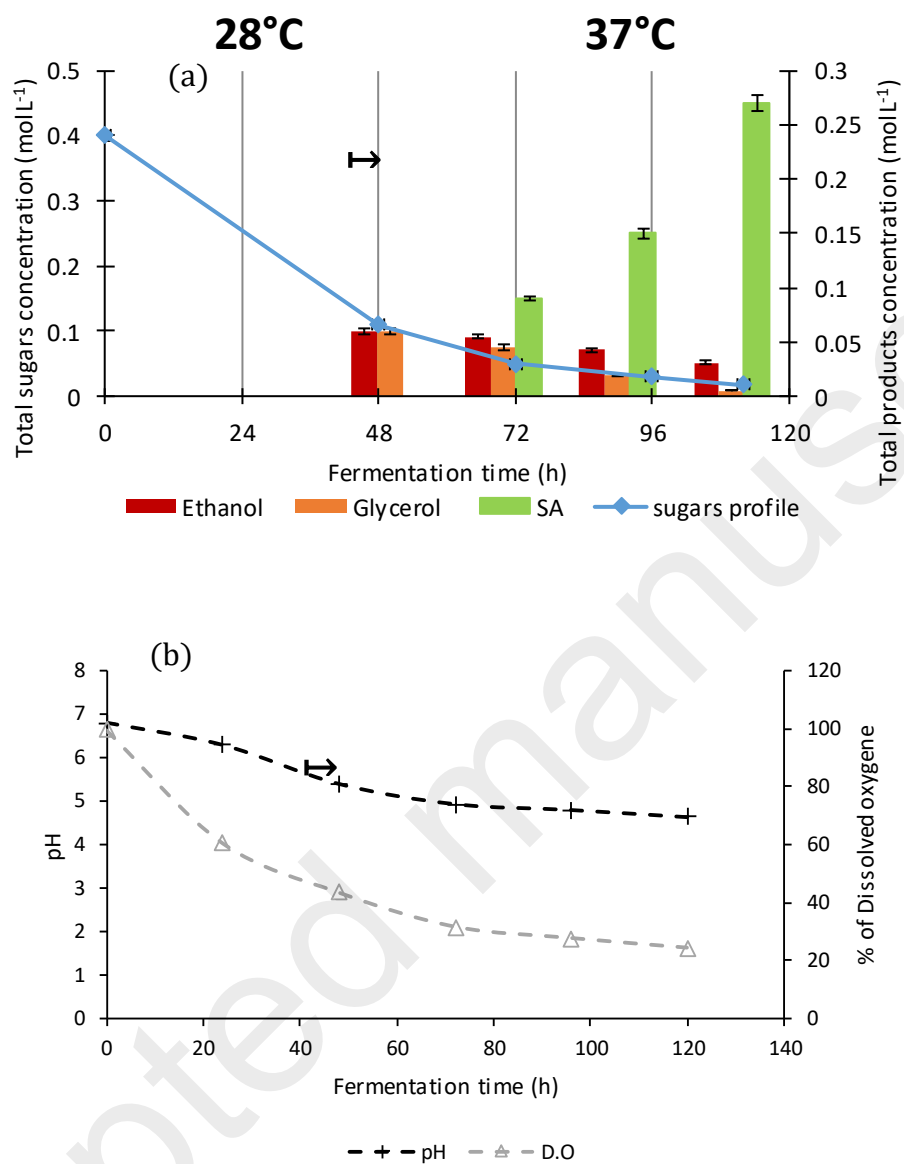 28°C 37°C
(a)
Total sugars concentration (mol L-1)
0.5
0.4
0.3
0.2
0.1
0
0.3
0.25
0.2
0.15
0.1
0.05
0
Total products concentration (mol L-1)
0 24 48 72 96 120
Fermentation time (h)
Ethanol Glycerol SA sugars profile
(b)
pH
8
7
6
5
4
3
2
1
0
120
100
80
60
40
20
0
% of Dissolved oxygene
0 20 40 60 80 100 120 140
Fermentation time (h)
pH D.O
pted manus